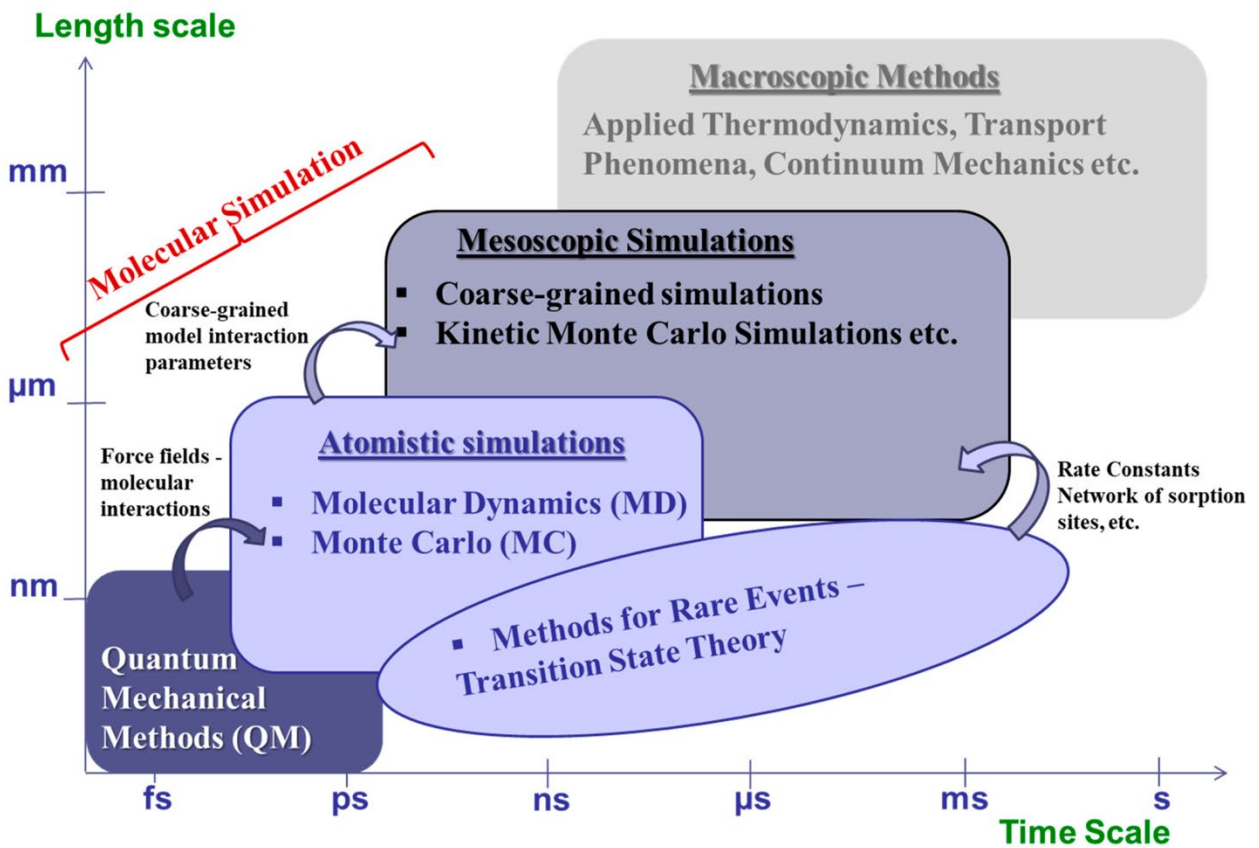 Length scale
Macroscopic Methods
Applied Thermodynamics, Transport
Phenomena, Continuum Mechanics etc.
mm
Molecular Simulation
Mesoscopic Simulations
▪ Coarse-grained simulations
▪ Kinetic Monte Carlo Simulations etc.
Coarse-grained
model interaction
parameters
µm
Atomistic simulations
▪ Molecular Dynamics (MD)
▪ Monte Carlo (MC)
Force fields -
molecular
interactions
Rate Constants
Network of sorption
sites, etc.
nm
▪ Methods for Rare Events –
Transition State Theory
Quantum
Mechanical
Methods (QM)
fs
ps
ns
µs
ms
s
Time Scale